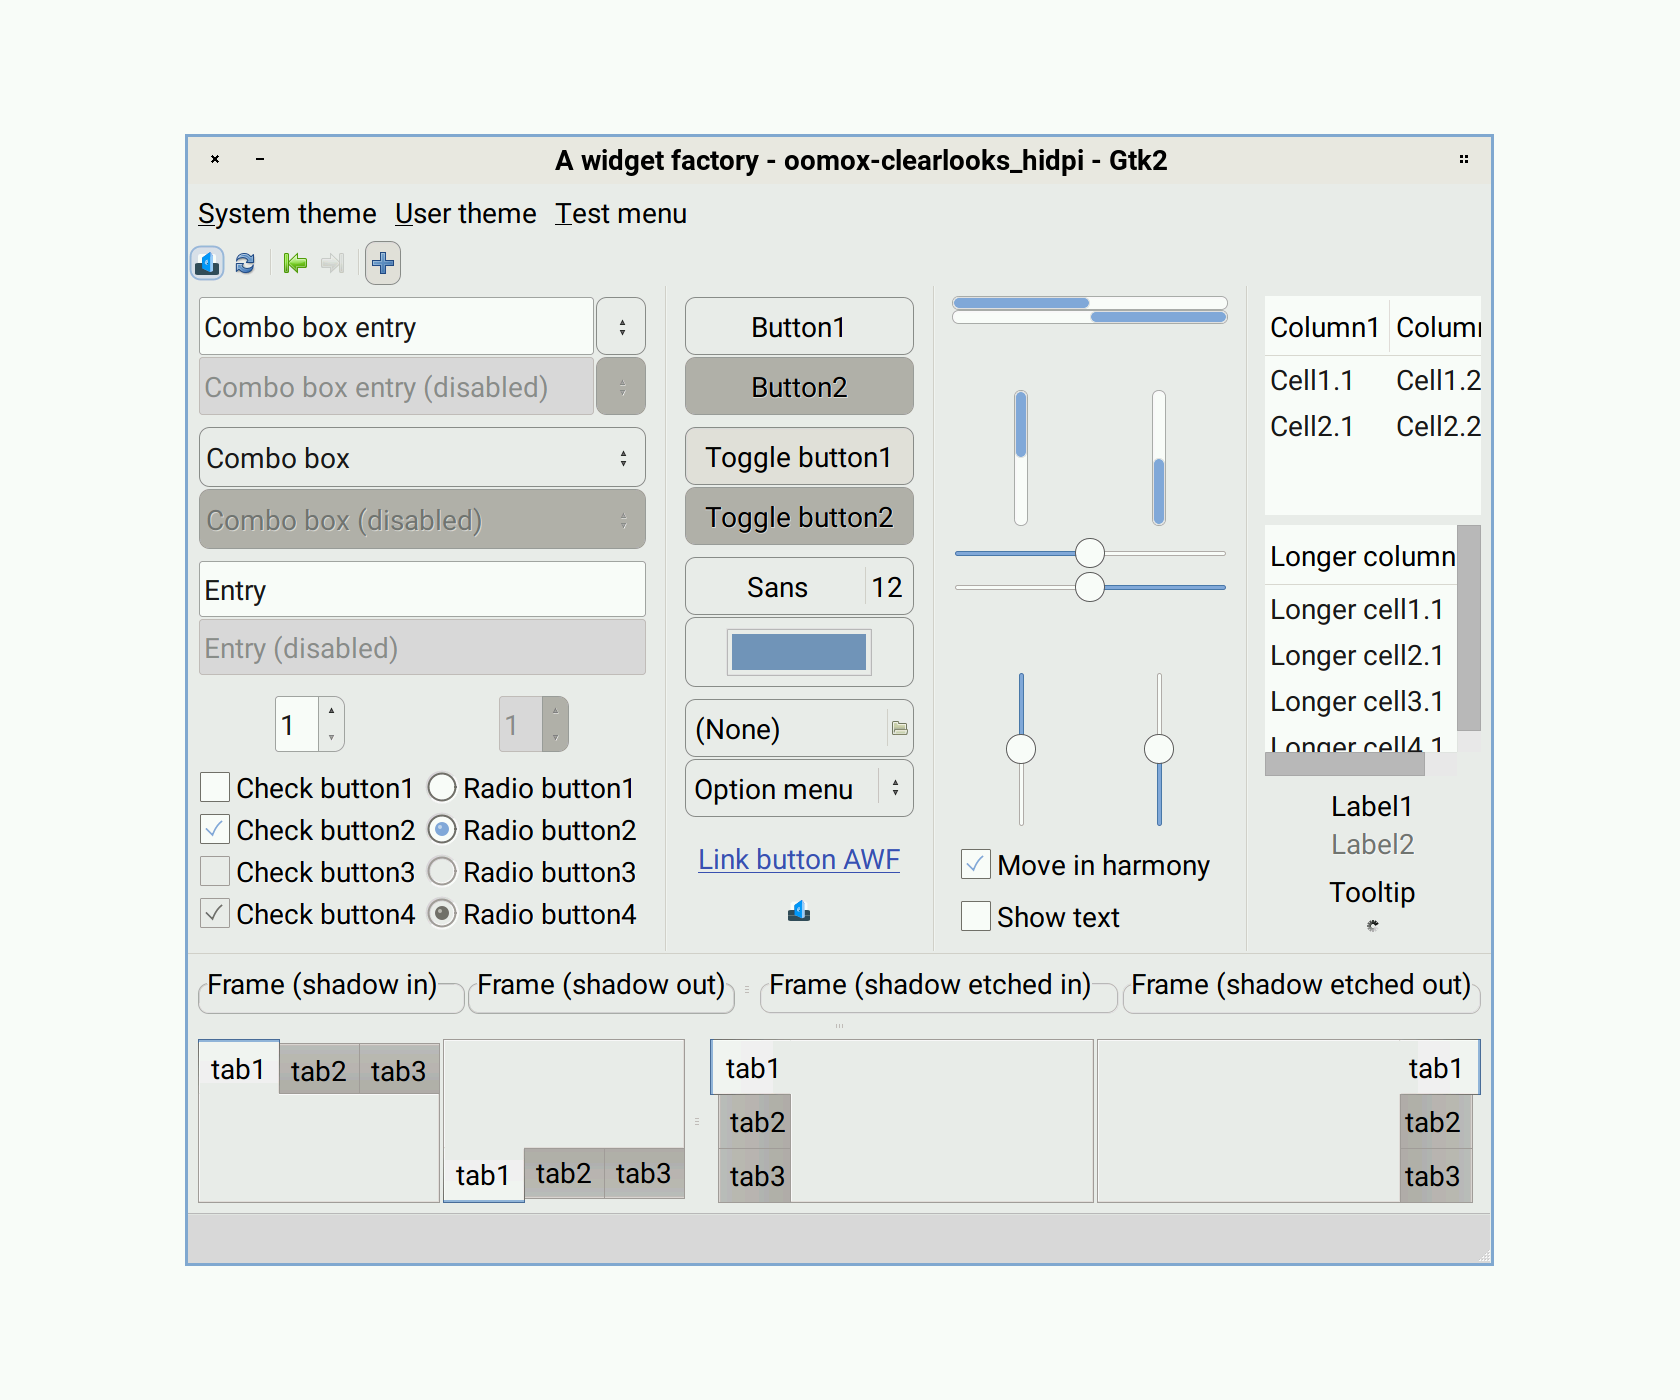 A widget factory - oomox-clearlooks_hidpi - Gtk2
System theme User theme Test menu
Combo box entry
Combo box entry (disabled)
Combo box
Combo box (disabled)
Entry
Entry (disabled)
1 1
Check button1 Radio button1
Check button2 Radio button2
Check button3 Radio button3
Check button4 Radio button4
Button1
Button2
Toggle button1
Toggle button2
Sans 12
(None)
Option menu
Link button AWF
Move in harmony
Show text
Column1 Colum
Cell1.1 Cell1.2
Cell2.1 Cell2.2
Longer column
Longer cell1.1
Longer cell2.1
Longer cell3.1
Longer cell4.1
Label1
Label2
Tooltip
Frame (shadow in) Frame (shadow out) Frame (shadow etched in) Frame (shadow etched out)
tab1 tab2 tab3
tab1 tab2 tab3
tab1
tab2
tab3
tab1
tab2
tab3